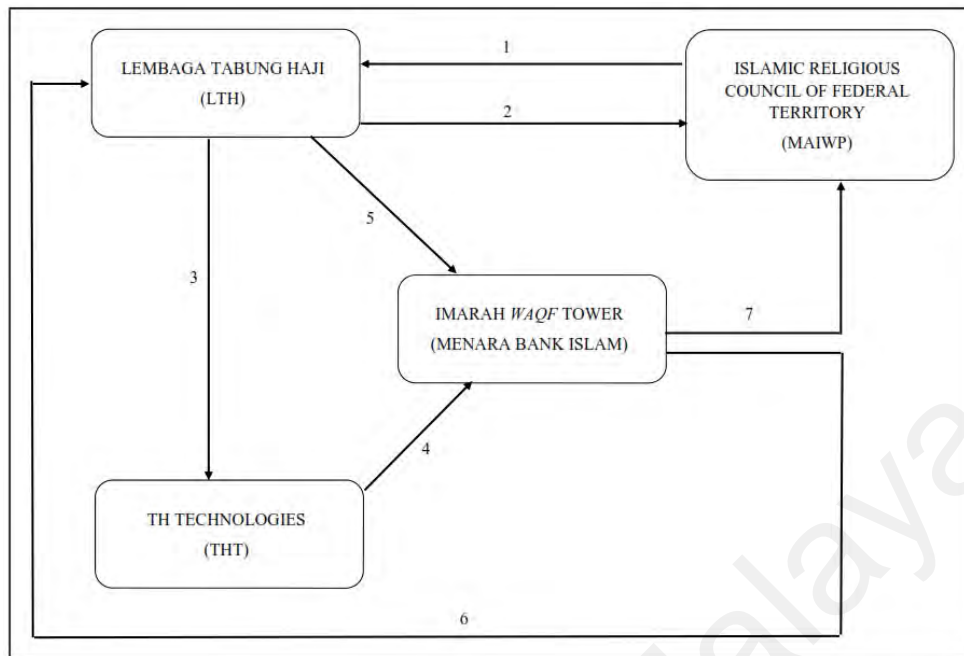 LEMBAGA TABUNG HAJI
(LTH)
1
2
ISLAMIC RELIGIOUS
COUNCIL OF FEDERAL
TERRITORY
(MAIWP)
5
3
IMARAH WAQF TOWER
(MENARA BANK ISLAM)
7
4
TH TECHNOLOGIES
(THT)
6
alaya